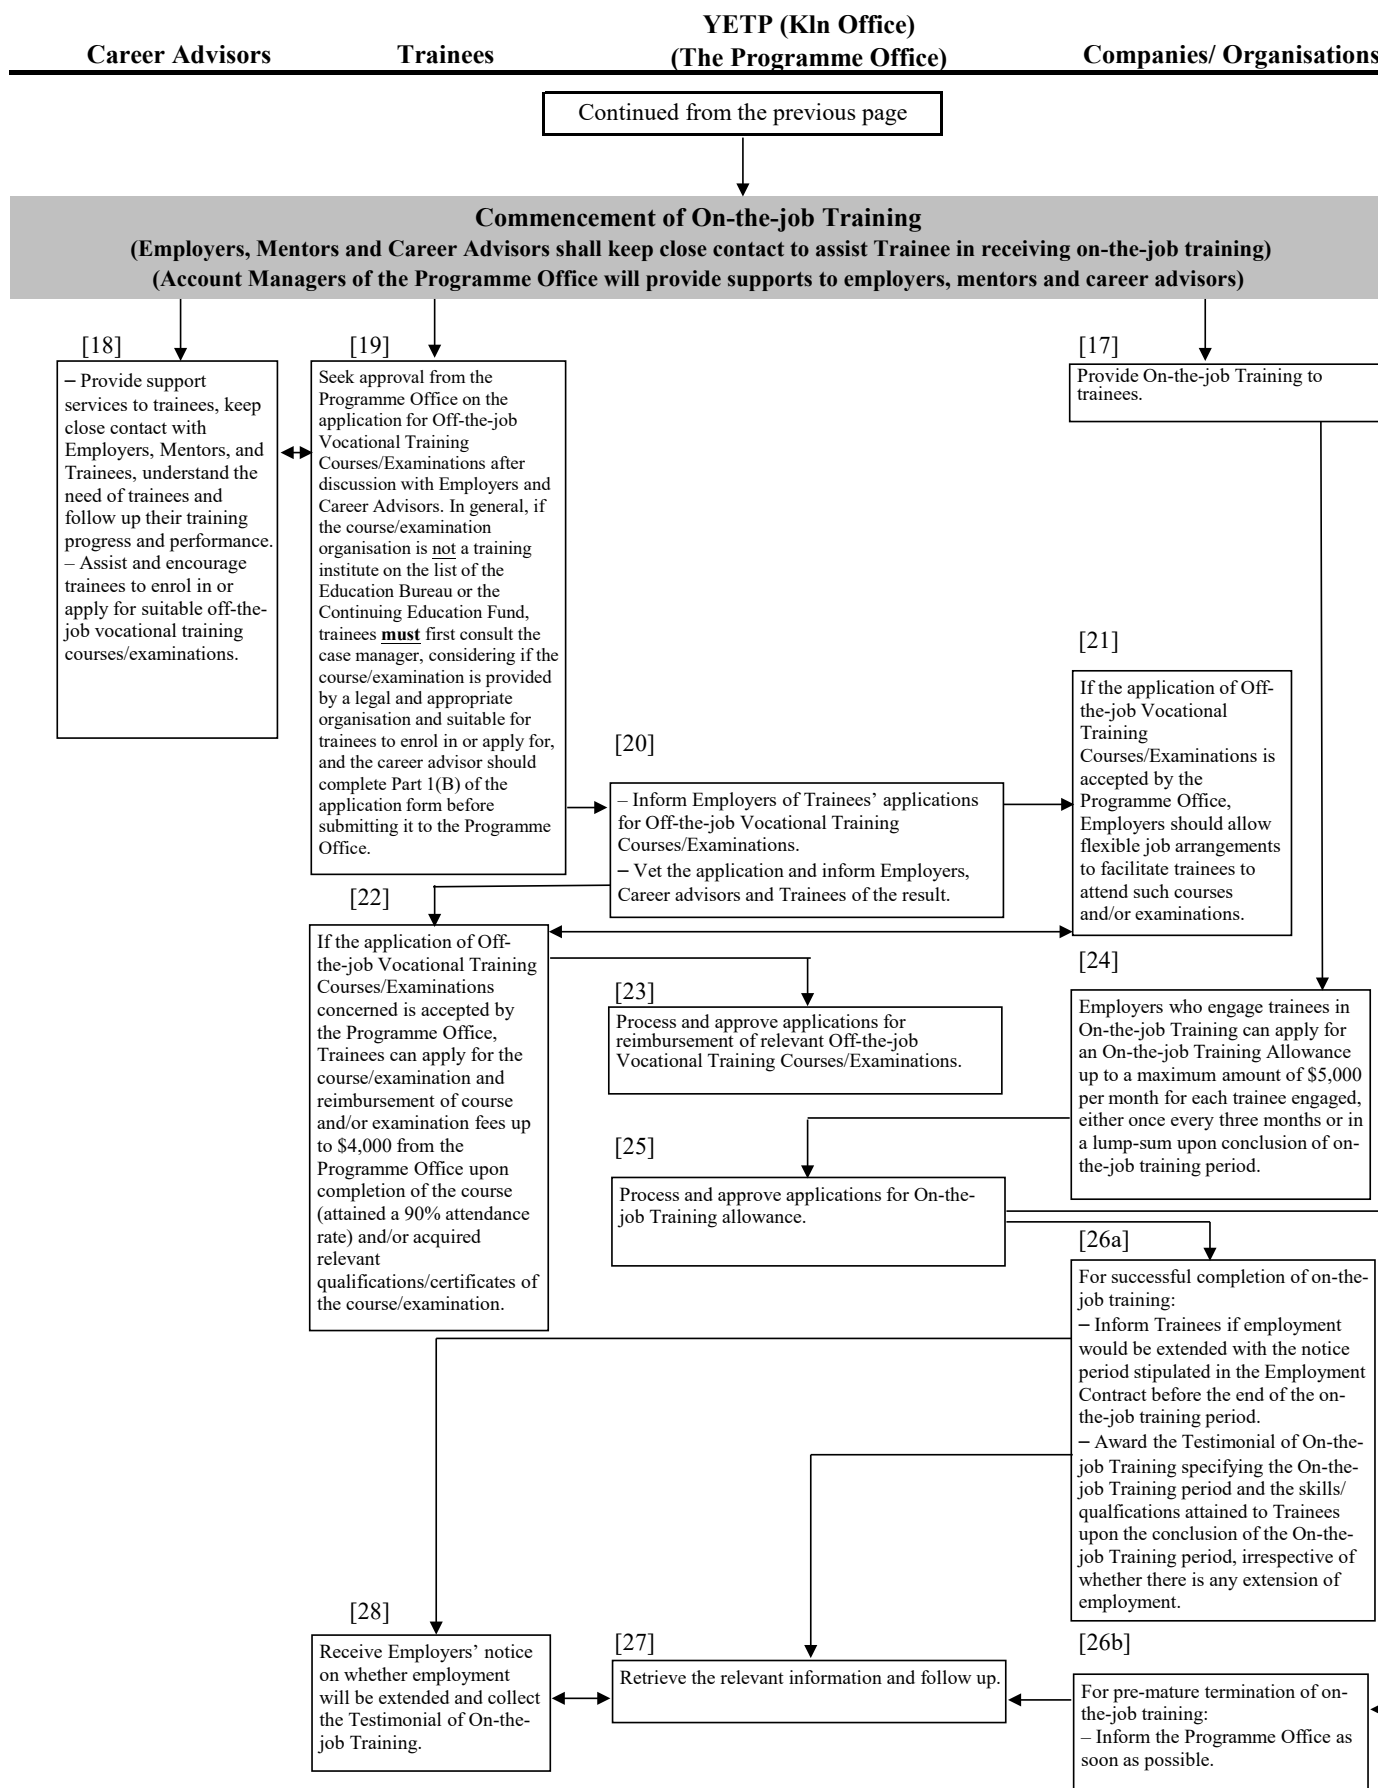 YETP (Kln Office)
Career Advisors
Trainees
(The Programme Office)
Companies/ Organisations
Continued from the previous page
Commencement of On-the-job Training
(Employers, Mentors and Career Advisors shall keep close contact to assist Trainee in receiving on-the-job training)
(Account Managers of the Programme Office will provide supports to employers, mentors and career advisors)
[18]
– Provide support
services to trainees, keep
close contact with
Employers, Mentors, and
Trainees, understand the
need of trainees and
follow up their training
progress and performance.
– Assist and encourage
trainees to enrol in or
apply for suitable off-the-
job vocational training
courses/examinations.
[19]
Seek approval from the
Programme Office on the
application for Off-the-job
Vocational Training
Courses/Examinations after
discussion with Employers and
Career Advisors. In general, if
the course/examination
organisation is not a training
institute on the list of the
Education Bureau or the
Continuing Education Fund,
trainees must first consult the
case manager, considering if the
course/examination is provided
by a legal and appropriate
organisation and suitable for
trainees to enrol in or apply for,
and the career advisor should
complete Part 1(B) of the
application form before
submitting it to the Programme
Office.
[17]
Provide On-the-job Training to
trainees.
[20]
– Inform Employers of Trainees’ applications
for Off-the-job Vocational Training
Courses/Examinations.
– Vet the application and inform Employers,
Career advisors and Trainees of the result.
[21]
If the application of Off-
the-job Vocational
Training
Courses/Examinations is
accepted by the
Programme Office,
Employers should allow
flexible job arrangements
to facilitate trainees to
attend such courses
and/or examinations.
[22]
If the application of Off-
the-job Vocational Training
Courses/Examinations
concerned is accepted by
the Programme Office,
Trainees can apply for the
course/examination and
reimbursement of course
and/or examination fees up
to $4,000 from the
Programme Office upon
completion of the course
(attained a 90% attendance
rate) and/or acquired
relevant
qualifications/certificates of
the course/examination.
[23]
Process and approve applications for
reimbursement of relevant Off-the-job
Vocational Training Courses/Examinations.
[24]
Employers who engage trainees in
On-the-job Training can apply for
an On-the-job Training Allowance
up to a maximum amount of $5,000
per month for each trainee engaged,
either once every three months or in
a lump-sum upon conclusion of on-
the-job training period.
[25]
Process and approve applications for On-the-
job Training allowance.
[26a]
For successful completion of on-the-
job training:
– Inform Trainees if employment
would be extended with the notice
period stipulated in the Employment
Contract before the end of the on-
the-job training period.
– Award the Testimonial of On-the-
job Training specifying the On-the-
job Training period and the skills/
qualfications attained to Trainees
upon the conclusion of the On-the-
job Training period, irrespective of
whether there is any extension of
employment.
[28]
Receive Employers’ notice
on whether employment
will be extended and collect
the Testimonial of On-the-
job Training.
[27]
Retrieve the relevant information and follow up.
[26b]
For pre-mature termination of on-
the-job training:
– Inform the Programme Office as
soon as possible.